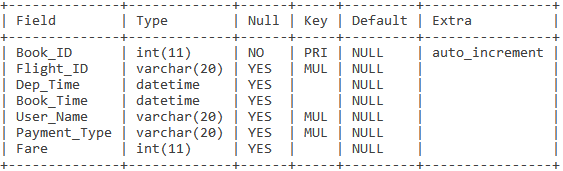 +--------------+-------------+------+-----+---------+----------------+
| Field        | Type        | Null | Key | Default | Extra          |
+--------------+-------------+------+-----+---------+----------------+
| Book_ID      | int(11)     | NO   | PRI | NULL    | auto_increment |
| Flight_ID    | varchar(20) | YES  | MUL | NULL    |                |
| Dep_Time     | datetime    | YES  |     | NULL    |                |
| Book_Time    | datetime    | YES  |     | NULL    |                |
| User_Name    | varchar(20) | YES  | MUL | NULL    |                |
| Payment_Type | varchar(20) | YES  | MUL | NULL    |                |
| Fare         | int(11)     | YES  |     | NULL    |                |
+--------------+-------------+------+-----+---------+----------------+